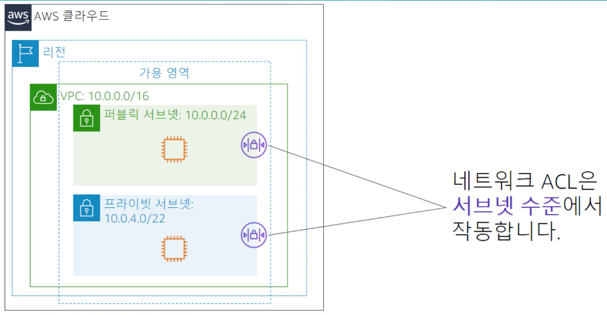 aws
AWS 클라우드
리전
가용 영역
VPC: 10.0.0.0/16
퍼블릭 서브넷: 10.0.0.0/24
프라이빗 서브넷:
10.0.4.0/22
네트워크 ACL은
서브넷 수준에서
작동합니다.